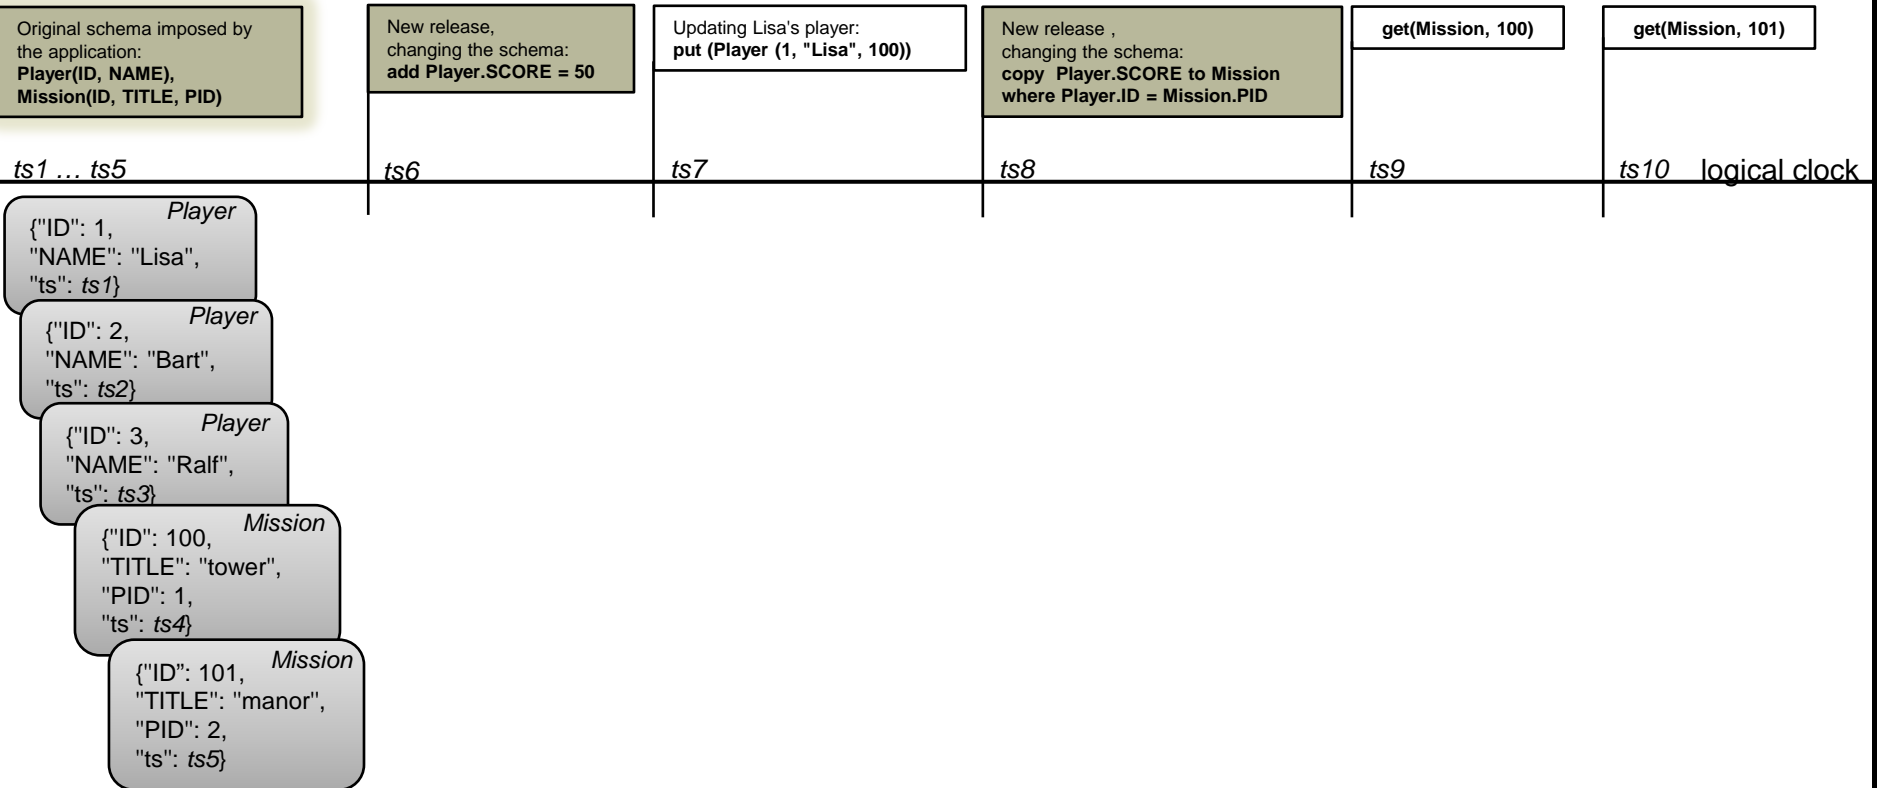 Original schema imposed by
the application:
Player(ID, NAME),
Mission(ID, TITLE, PID)
New release,
changing the schema:
add Player.SCORE = 50
Updating Lisa's player:
put (Player (1, "Lisa", 100))
New release ,
changing the schema:
copy  Player.SCORE to Mission
where Player.ID = Mission.PID
get(Mission, 100)
get(Mission, 101)
ts1 … ts5
ts6
ts7
ts8
ts9
ts10
logical clock
Player
{"ID": 1,
"NAME": "Lisa",
"ts": ts1}
Player
{"ID": 2,
"NAME": "Bart",
"ts": ts2}
Player
{"ID": 3,
"NAME": "Ralf",
"ts": ts3}
Mission
{"ID": 100,
"TITLE": "tower",
"PID": 1,
"ts": ts4}
Mission
{"ID”: 101,
"TITLE": "manor",
"PID": 2,
"ts": ts5}